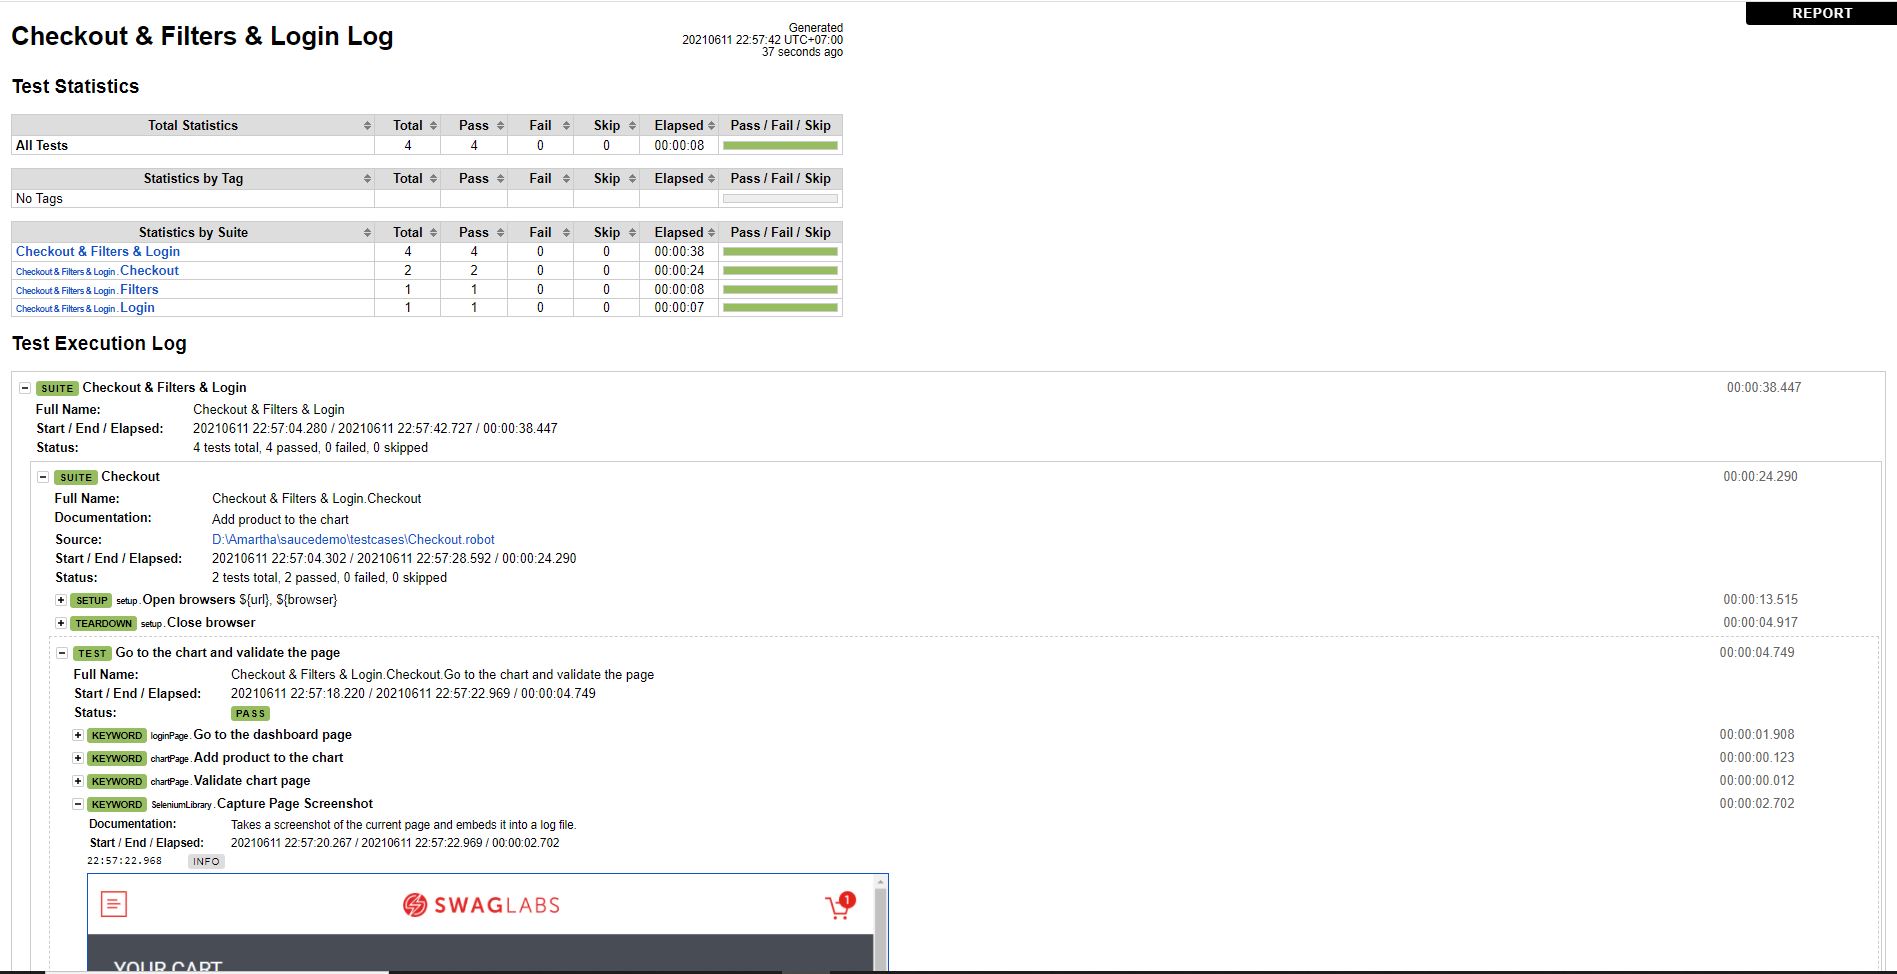 REPORT
Checkout & Filters & Login Log
Generated
20210611 22:57:42 UTC+07:00
37 seconds ago
Test Statistics
Total Statistics Total Pass Fail Skip Elapsed Pass / Fail / Skip
All Tests 4 4 0 0 00:00:08
Statistics by Tag Total Pass Fail Skip Elapsed Pass / Fail / Skip
No Tags
Statistics by Suite Total Pass Fail Skip Elapsed Pass / Fail / Skip
Checkout & Filters & Login 4 4 0 0 00:00:38
Checkout & Filters & Login . Checkout 2 2 0 0 00:00:24
Checkout & Filters & Login . Filters 1 1 0 0 00:00:08
Checkout & Filters & Login . Login 1 1 0 0 00:00:07
Test Execution Log
SUITE Checkout & Filters & Login 00:00:38.447
Full Name: Checkout & Filters & Login
Start / End / Elapsed: 20210611 22:57:04.280 / 20210611 22:57:42.727 / 00:00:38.447
Status: 4 tests total, 4 passed, 0 failed, 0 skipped
SUITE Checkout 00:00:24.290
Full Name: Checkout & Filters & Login.Checkout
Documentation: Add product to the chart
Source: D:\Amartha\saucedemo\testcases\Checkout.robot
Start / End / Elapsed: 20210611 22:57:04.302 / 20210611 22:57:28.592 / 00:00:24.290
Status: 2 tests total, 2 passed, 0 failed, 0 skipped
SETUP setup . Open browsers ${url}, ${browser} 00:00:13.515
TEARDOWN setup . Close browser 00:00:04.917
TEST Go to the chart and validate the page 00:00:04.749
Full Name: Checkout & Filters & Login.Checkout.Go to the chart and validate the page
Start / End / Elapsed: 20210611 22:57:18.220 / 20210611 22:57:22.969 / 00:00:04.749
Status: PASS
KEYWORD loginPage . Go to the dashboard page 00:00:01.908
KEYWORD chartPage . Add product to the chart 00:00:00.123
KEYWORD chartPage . Validate chart page 00:00:00.012
KEYWORD SeleniumLibrary . Capture Page Screenshot 00:00:02.702
Documentation: Takes a screenshot of the current page and embeds it into a log file.
Start / End / Elapsed: 20210611 22:57:20.267 / 20210611 22:57:22.969 / 00:00:02.702
22:57:22.968 INFO
SWAGLABS 1
YOUR CART